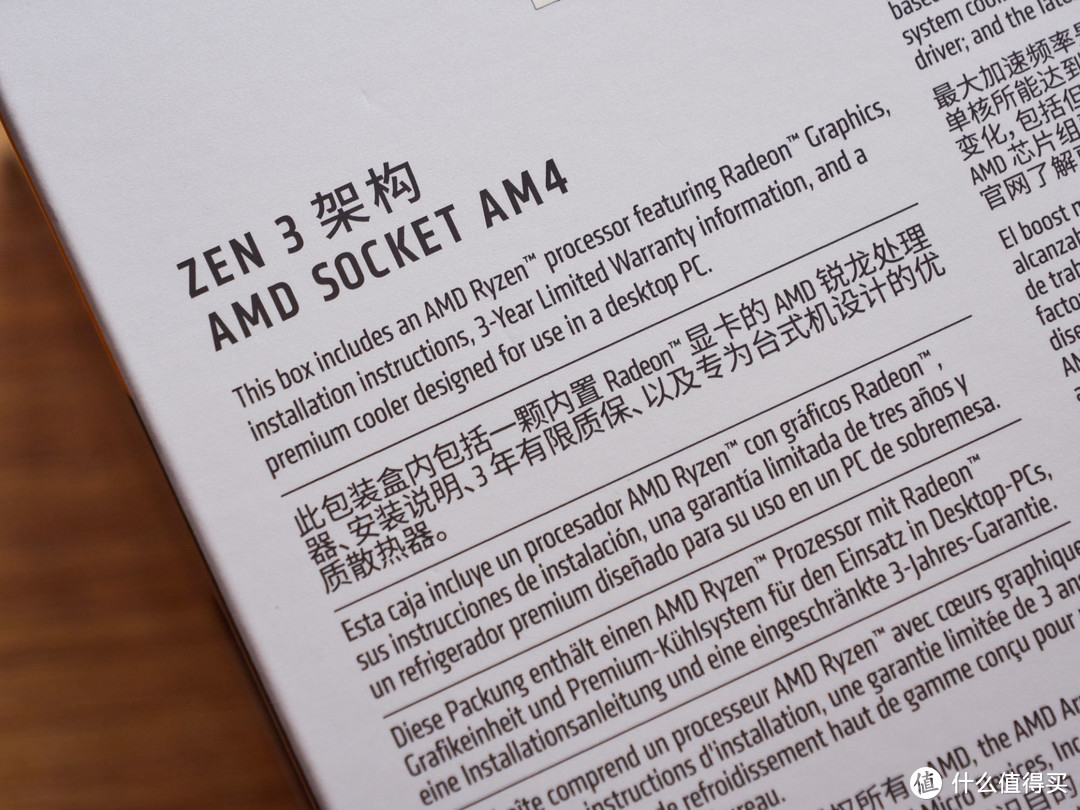 ZEN 3 架构
AMD SOCKET AM4
This box includes an AMD Ryzen™ processor featuring Radeon™ Graphics,
installation instructions, 3-Year Limited Warranty information, and a
premium cooler designed for use in a desktop PC.
此包装盒内包括一颗内置 Radeon™ 显卡的 AMD 锐龙处理
器、安装说明、3 年有限质保、以及专为台式机设计的优
质散热器。
Esta caja incluye un procesador AMD Ryzen™ con gráficos Radeon™,
sus instrucciones de instalación, una garantía limitada de tres años y
un refrigerador premium diseñado para su uso en un PC de sobremesa.
Diese Packung enthält einen AMD Ryzen™ Prozessor mit Radeon™
Grafikeinheit und Premium-Kühlsystem für den Einsatz in Desktop-PCs,
eine Installationsanleitung und eine eingeschränkte 3-Jahres-Garantie.
comprend un processeur AMD Ryzen™ avec cœurs graphique
instructions d'installation, une garantie limitée de 3 an
de refroidissement haut de gamme conçu pour
system
driver; and the
最大加速频率
单核所能达到
变化，包括但
AMD 芯片组
官网了解
El boost
alcanza
de
所有
AMD, the AMD
Inc
值 什么值得买